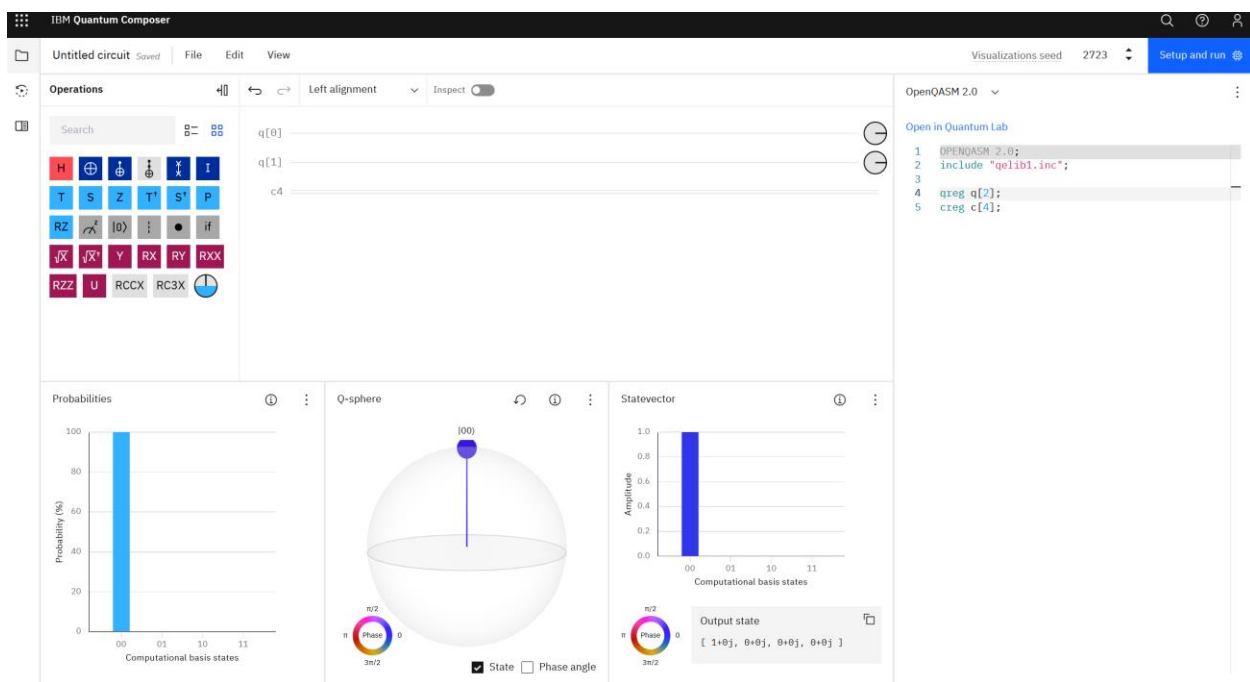 IBM Quantum Composer
Untitled circuit Saved File Edit View
Visualizations seed 2723 Setup and run
Operations
Left alignment Inspect
OpenQASM 2.0
Search
Open in Quantum Lab
H I
T S Z T† S† P
RZ z |0⟩ if
√X √X† Y RX RY RXX
RZZ U RCCX RC3X
q[0]
q[1]
c4
1 OPENQASM 2.0;
2 include "qelib1.inc";
3
4 qreg q[2];
5 creg c[4];
Probabilities
100
80
60
40
20
0
Probability (%)
00 01 10 11
Computational basis states
Q-sphere
|00⟩
π/2
π Phase 0
3π/2
State Phase angle
Statevector
1.0
0.8
0.6
0.4
0.2
0.0
Amplitude
00 01 10 11
Computational basis states
π/2
π Phase 0
3π/2
Output state
[ 1+0j, 0+0j, 0+0j, 0+0j ]